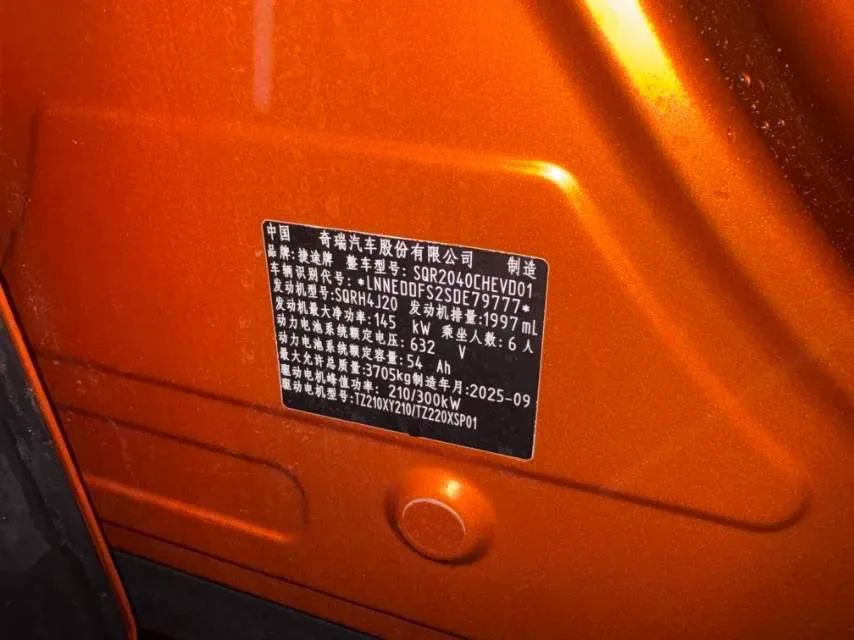 中国 奇瑞汽车股份有限公司 制造
品牌:捷途牌 整车型号: SQR2040CHEVD01
车辆识别代号:*LNNEDDFS2SDE79777*
发动机型号:SQRH4J20 发动机排量:1997mL
发动机最大净功率:145 kW 乘坐人数:6人
动力电池系统额定电压:632 V
动力电池系统额定容量:54 Ah
最大允许总质量:3705kg制造年月:2025-09
驱动电机峰值功率: 210/300kW
驱动电机型号:TZ210XY210/TZ220XSP01